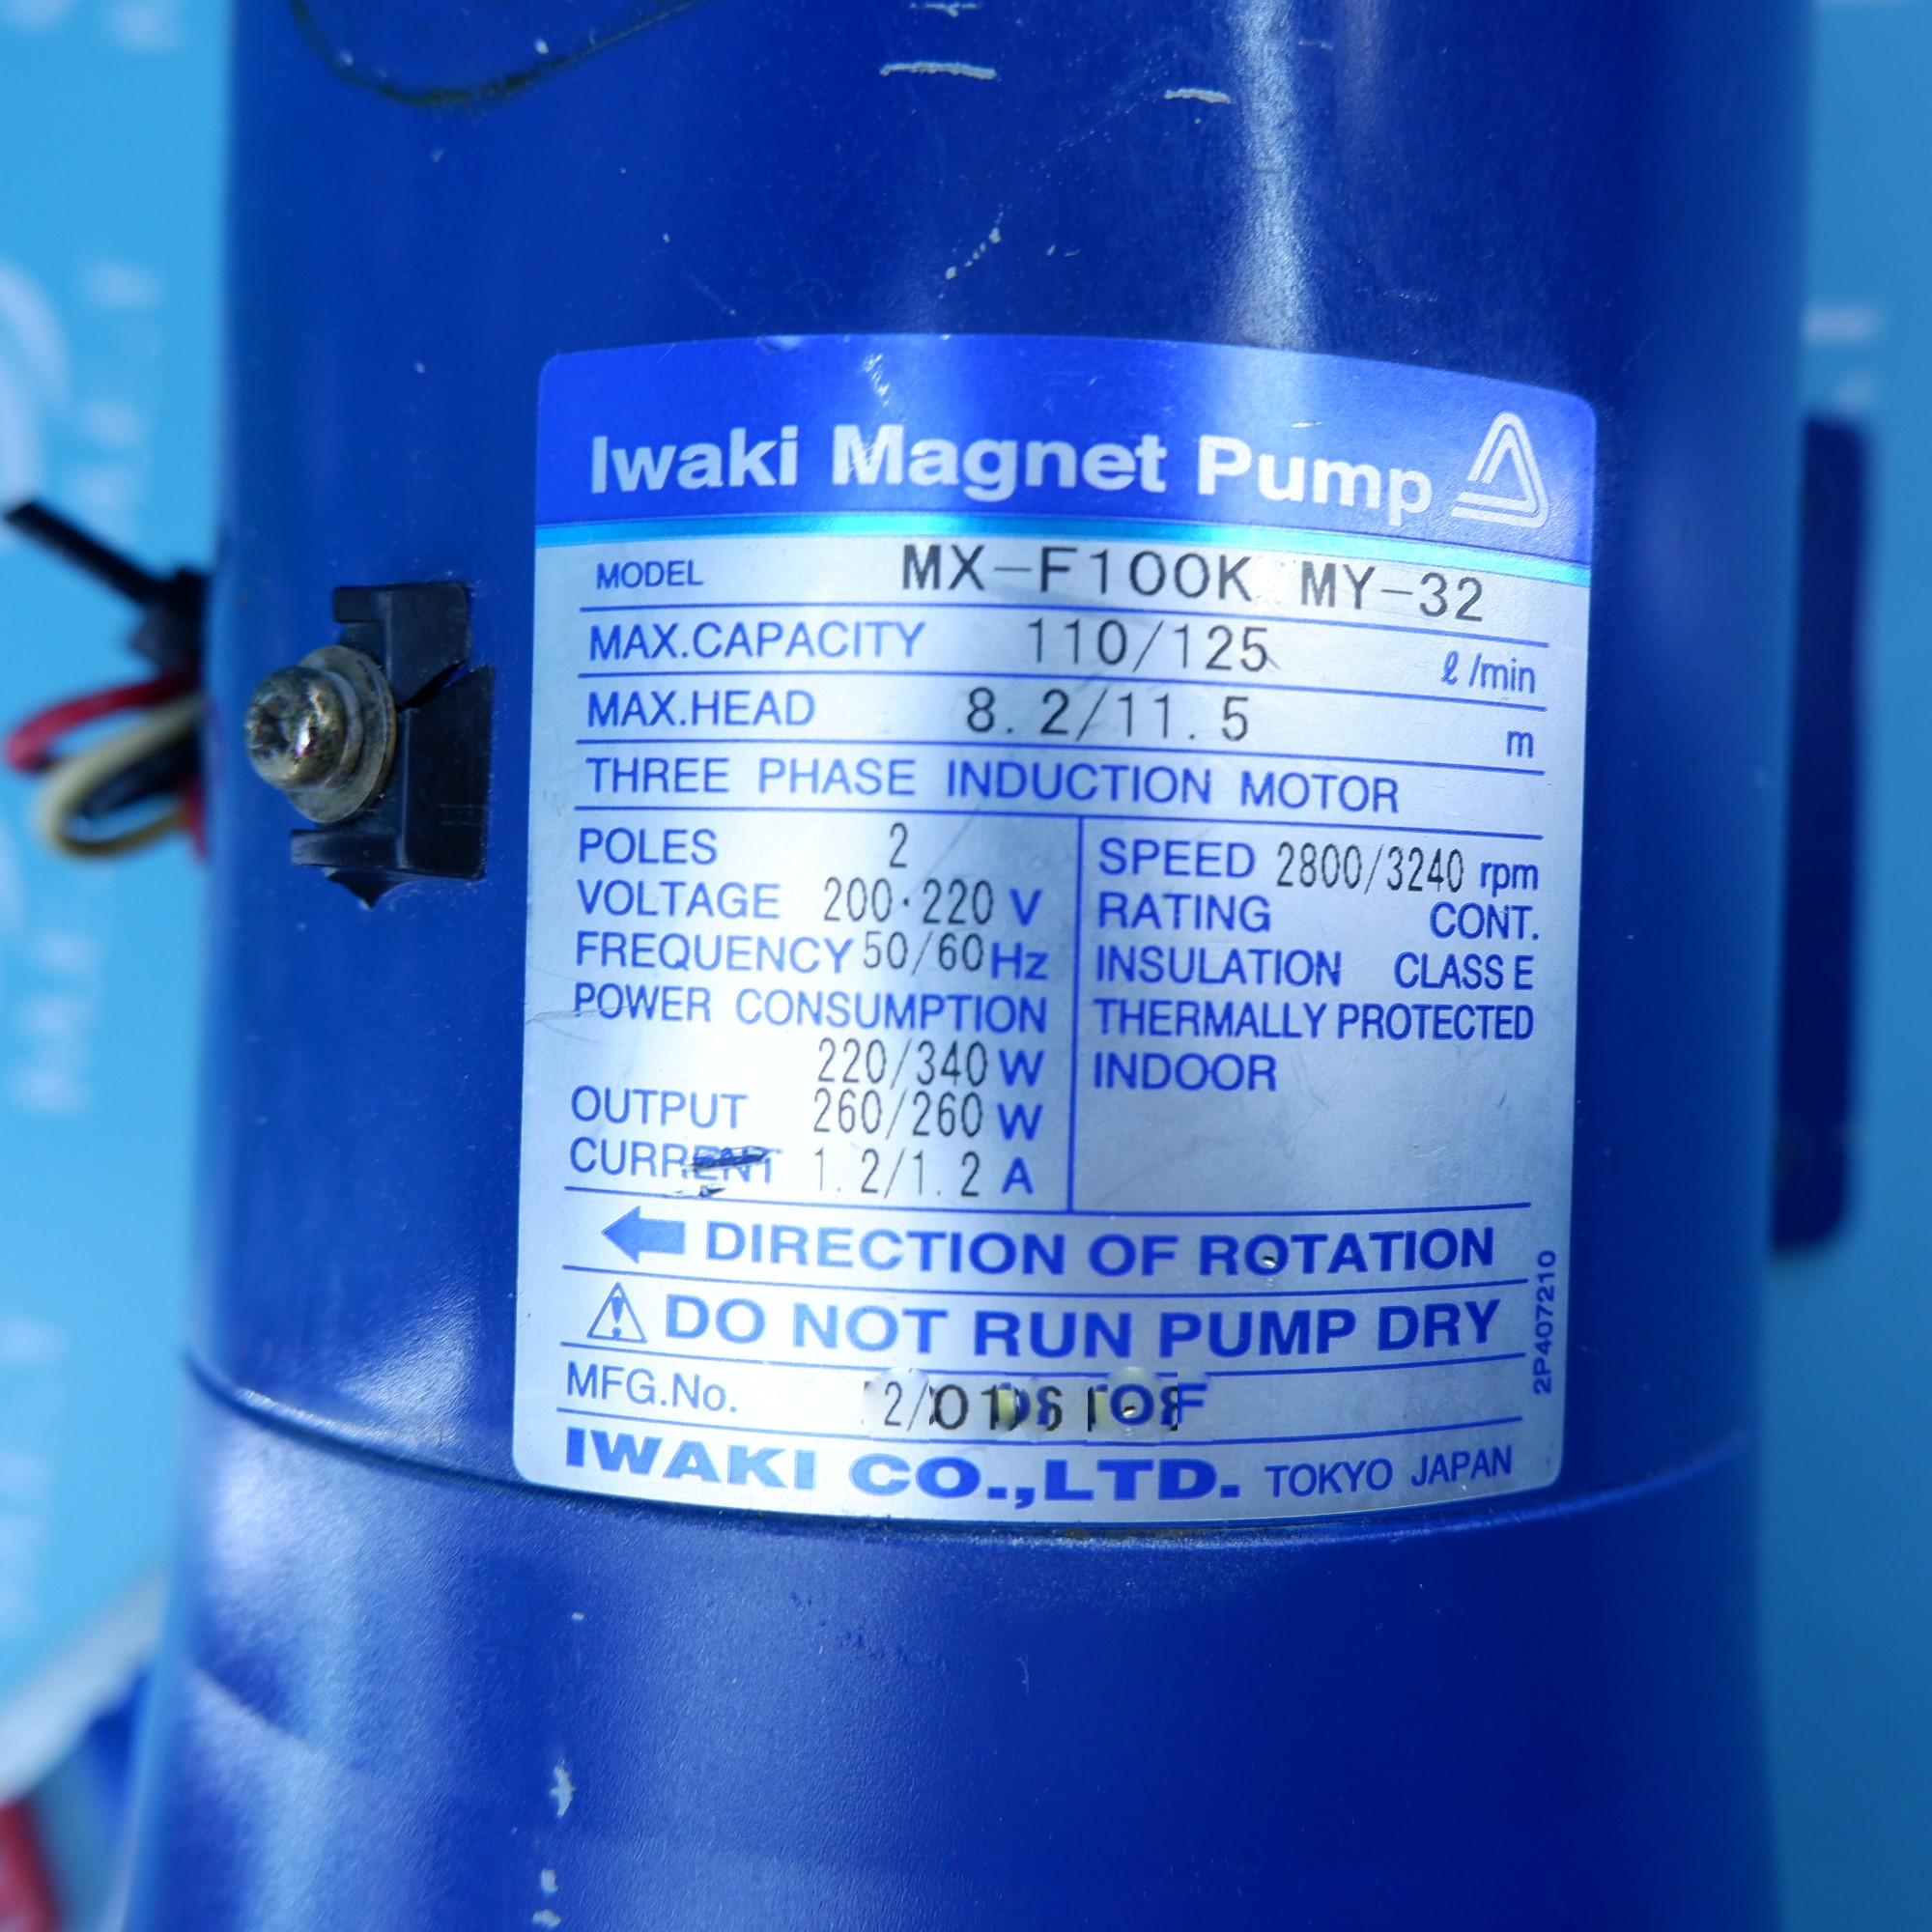 Iwaki Magnet Pump
MODEL MX-F100K MY-32
MAX.CAPACITY 110/125 ℓ/min
MAX.HEAD 8.2/11.5 m
THREE PHASE INDUCTION MOTOR
POLES 2
VOLTAGE 200·220 V
FREQUENCY 50/60 Hz
POWER CONSUMPTION
220/340 W
OUTPUT 260/260 W
CURRENT 1.2/1.2 A
SPEED 2800/3240 rpm
RATING CONT.
INSULATION CLASS E
THERMALLY PROTECTED
INDOOR
DIRECTION OF ROTATION
DO NOT RUN PUMP DRY
2P407210
MFG.No.
IWAKI CO.,LTD. TOKYO JAPAN